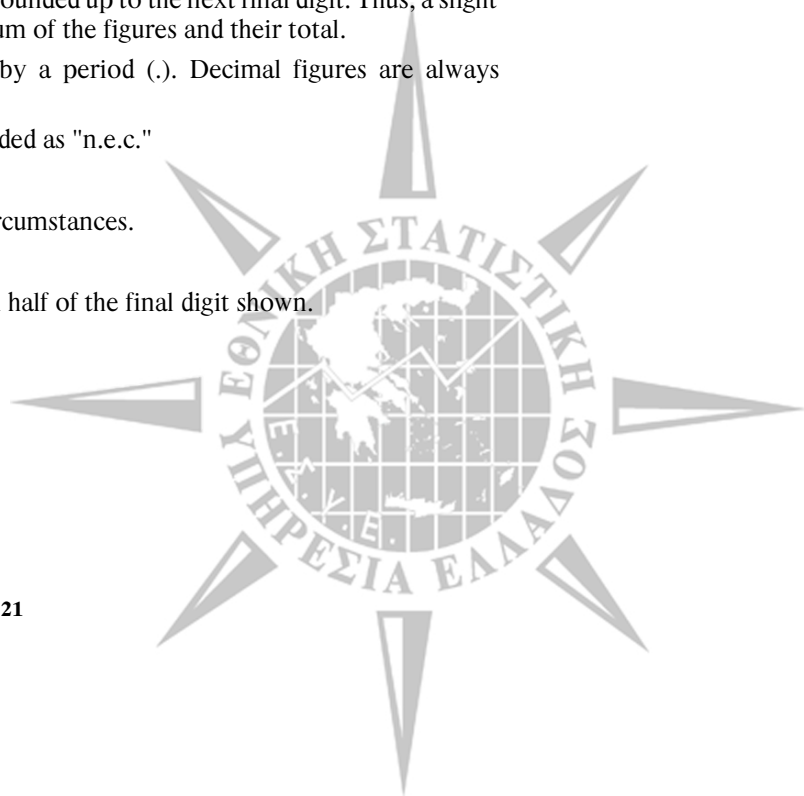 ounded up to the next final digit. Thus, a slight
um of the figures and their total.
by a period (.). Decimal figures are always
ded as "n.e.c."
rcumstances.
half of the final digit shown.
ΕΘΝΙΚΗ ΣΤΑΤΙΣΤΙΚΗ
ΥΠΗΡΕΣΙΑ ΕΛΛΑΔΟΣ
Ε.Σ.Υ.Ε.
21